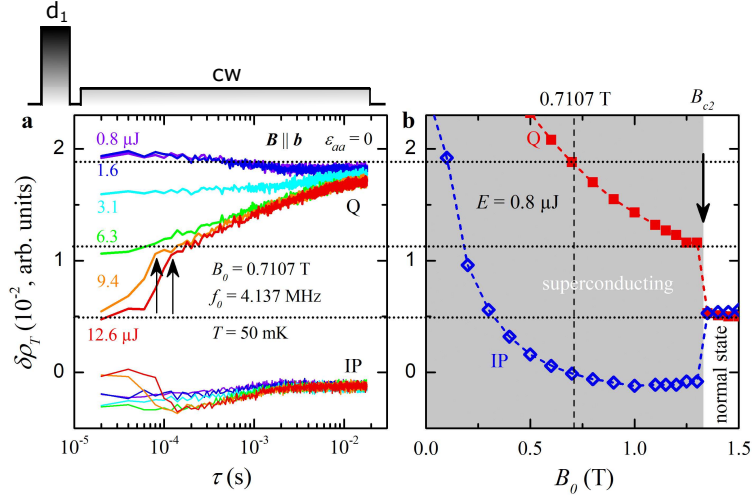 d₁
cw
0.7107 T
B_c2
a
B || b
ε_aa = 0
b
0.8 μJ
1.6
3.1
6.3
9.4
12.6 μJ
Q
B₀ = 0.7107 T
f₀ = 4.137 MHz
T = 50 mK
IP
Q
E = 0.8 μJ
superconducting
IP
normal state
2
1
0
δρ_T (10⁻², arb. units)
10⁻⁵
10⁻⁴
10⁻³
10⁻²
τ (s)
0.0
0.5
1.0
1.5
B₀ (T)